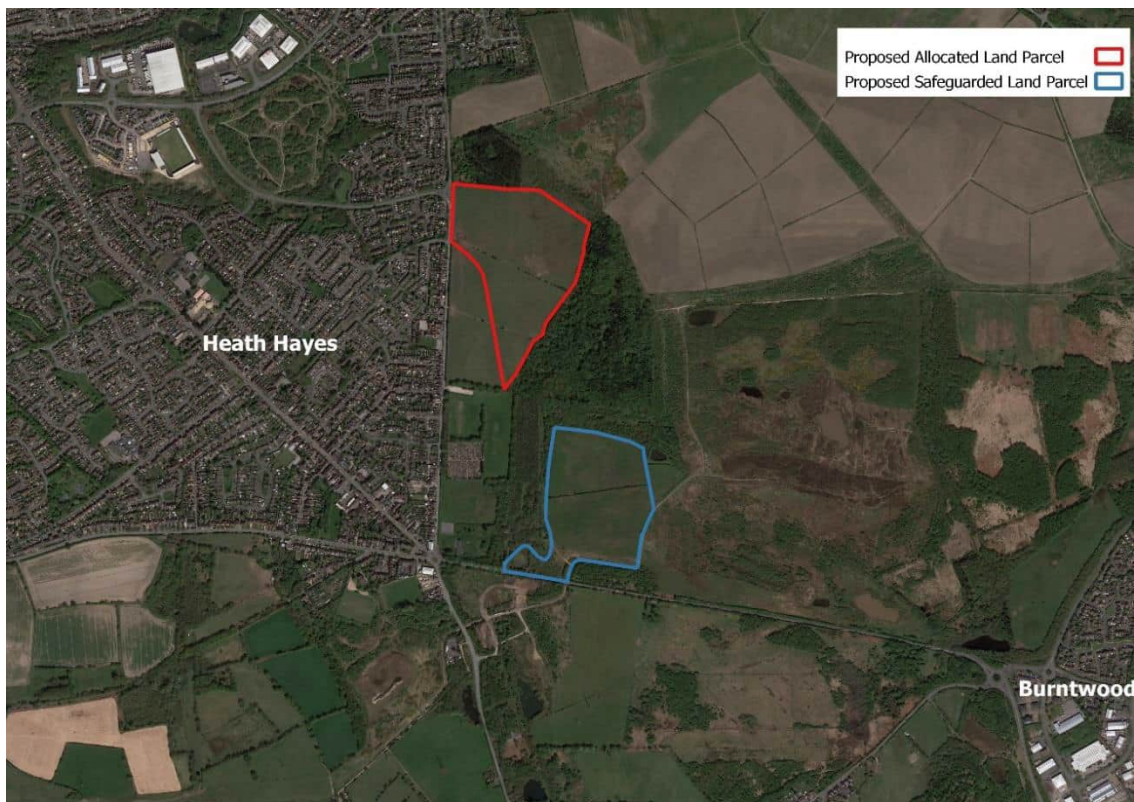 Proposed Allocated Land Parcel
Proposed Safeguarded Land Parcel
Heath Hayes
Burntwood